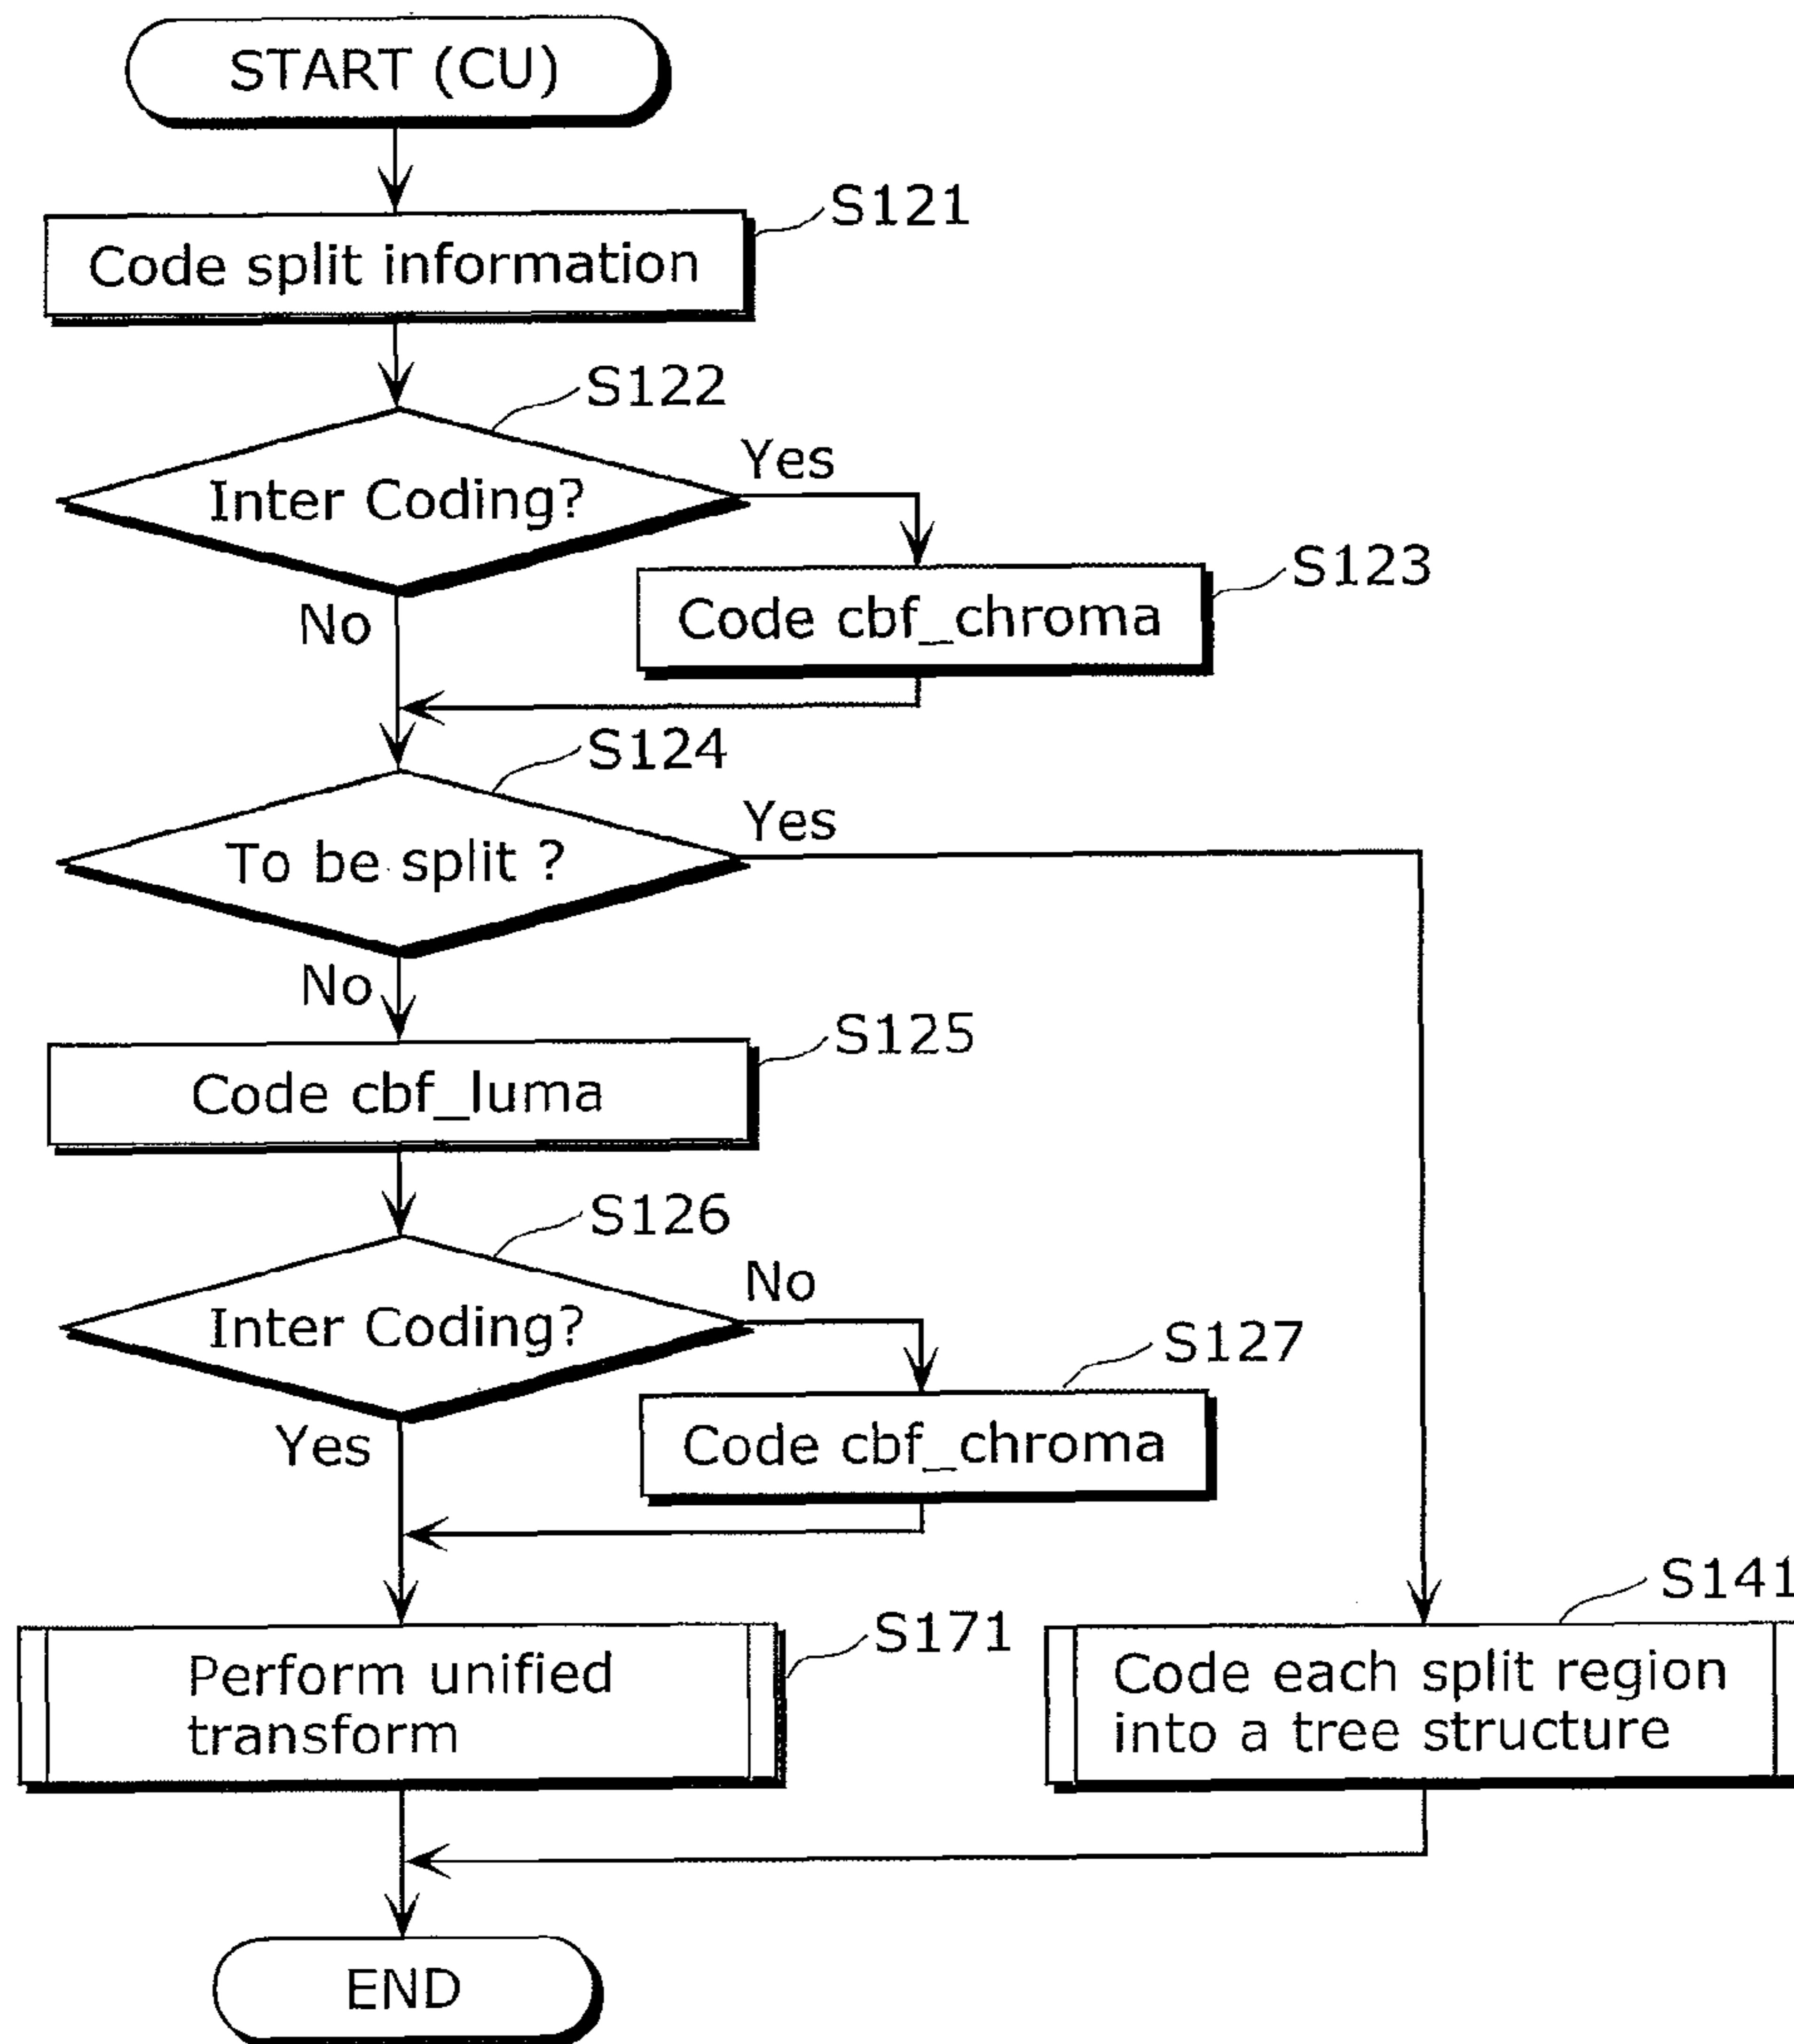 START (CU)
S121
Code split information
S122
Inter Coding?
Yes
No
S123
Code cbf_chroma
S124
To be split ?
Yes
No
S125
Code cbf_luma
S126
Inter Coding?
No
Yes
S127
Code cbf_chroma
S171
Perform unified
transform
S141
Code each split region
into a tree structure
END